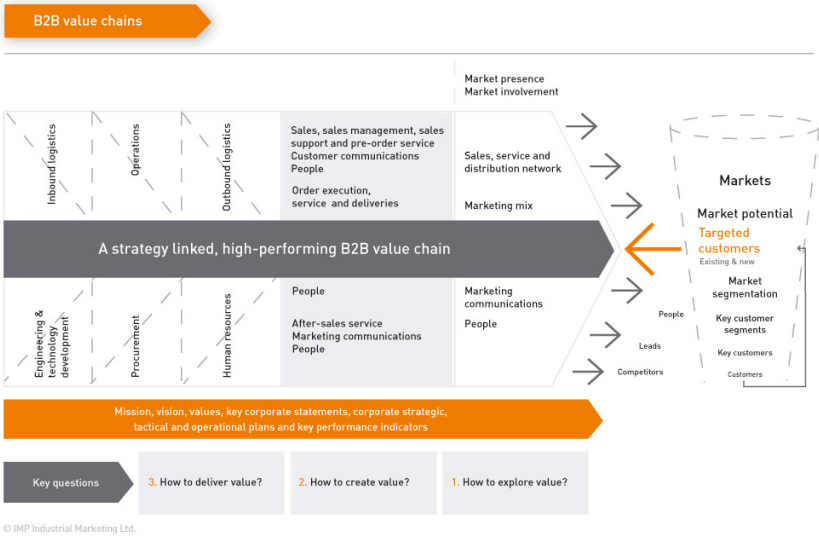 B2B value chains
Market presence
Market involvement
Inbound logistics
Operations
Outbound logistics
Sales, sales management, sales
support and pre-order service
Customer communications
People
Order execution,
service and deliveries
Sales, service and
distribution network
Marketing mix
Markets
Market potential
Targeted
customers
Existing & new
A strategy linked, high-performing B2B value chain
Engineering &
technology
development
Procurement
Human resources
People
After-sales service
Marketing communications
People
Marketing
communications
People
People
Leads
Competitors
Market
segmentation
Key customer
segments
Key customers
Customers
Mission, vision, values, key corporate statements, corporate strategic,
tactical and operational plans and key performance indicators
Key questions
3. How to deliver value?
2. How to create value?
1. How to explore value?
© IMP Industrial Marketing Ltd.